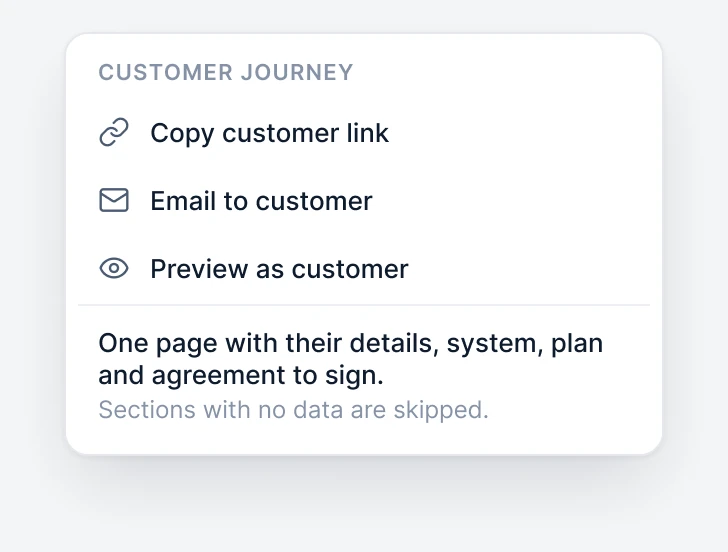 CUSTOMER JOURNEY
Copy customer link
Email to customer
Preview as customer
One page with their details, system, plan
and agreement to sign.
Sections with no data are skipped.